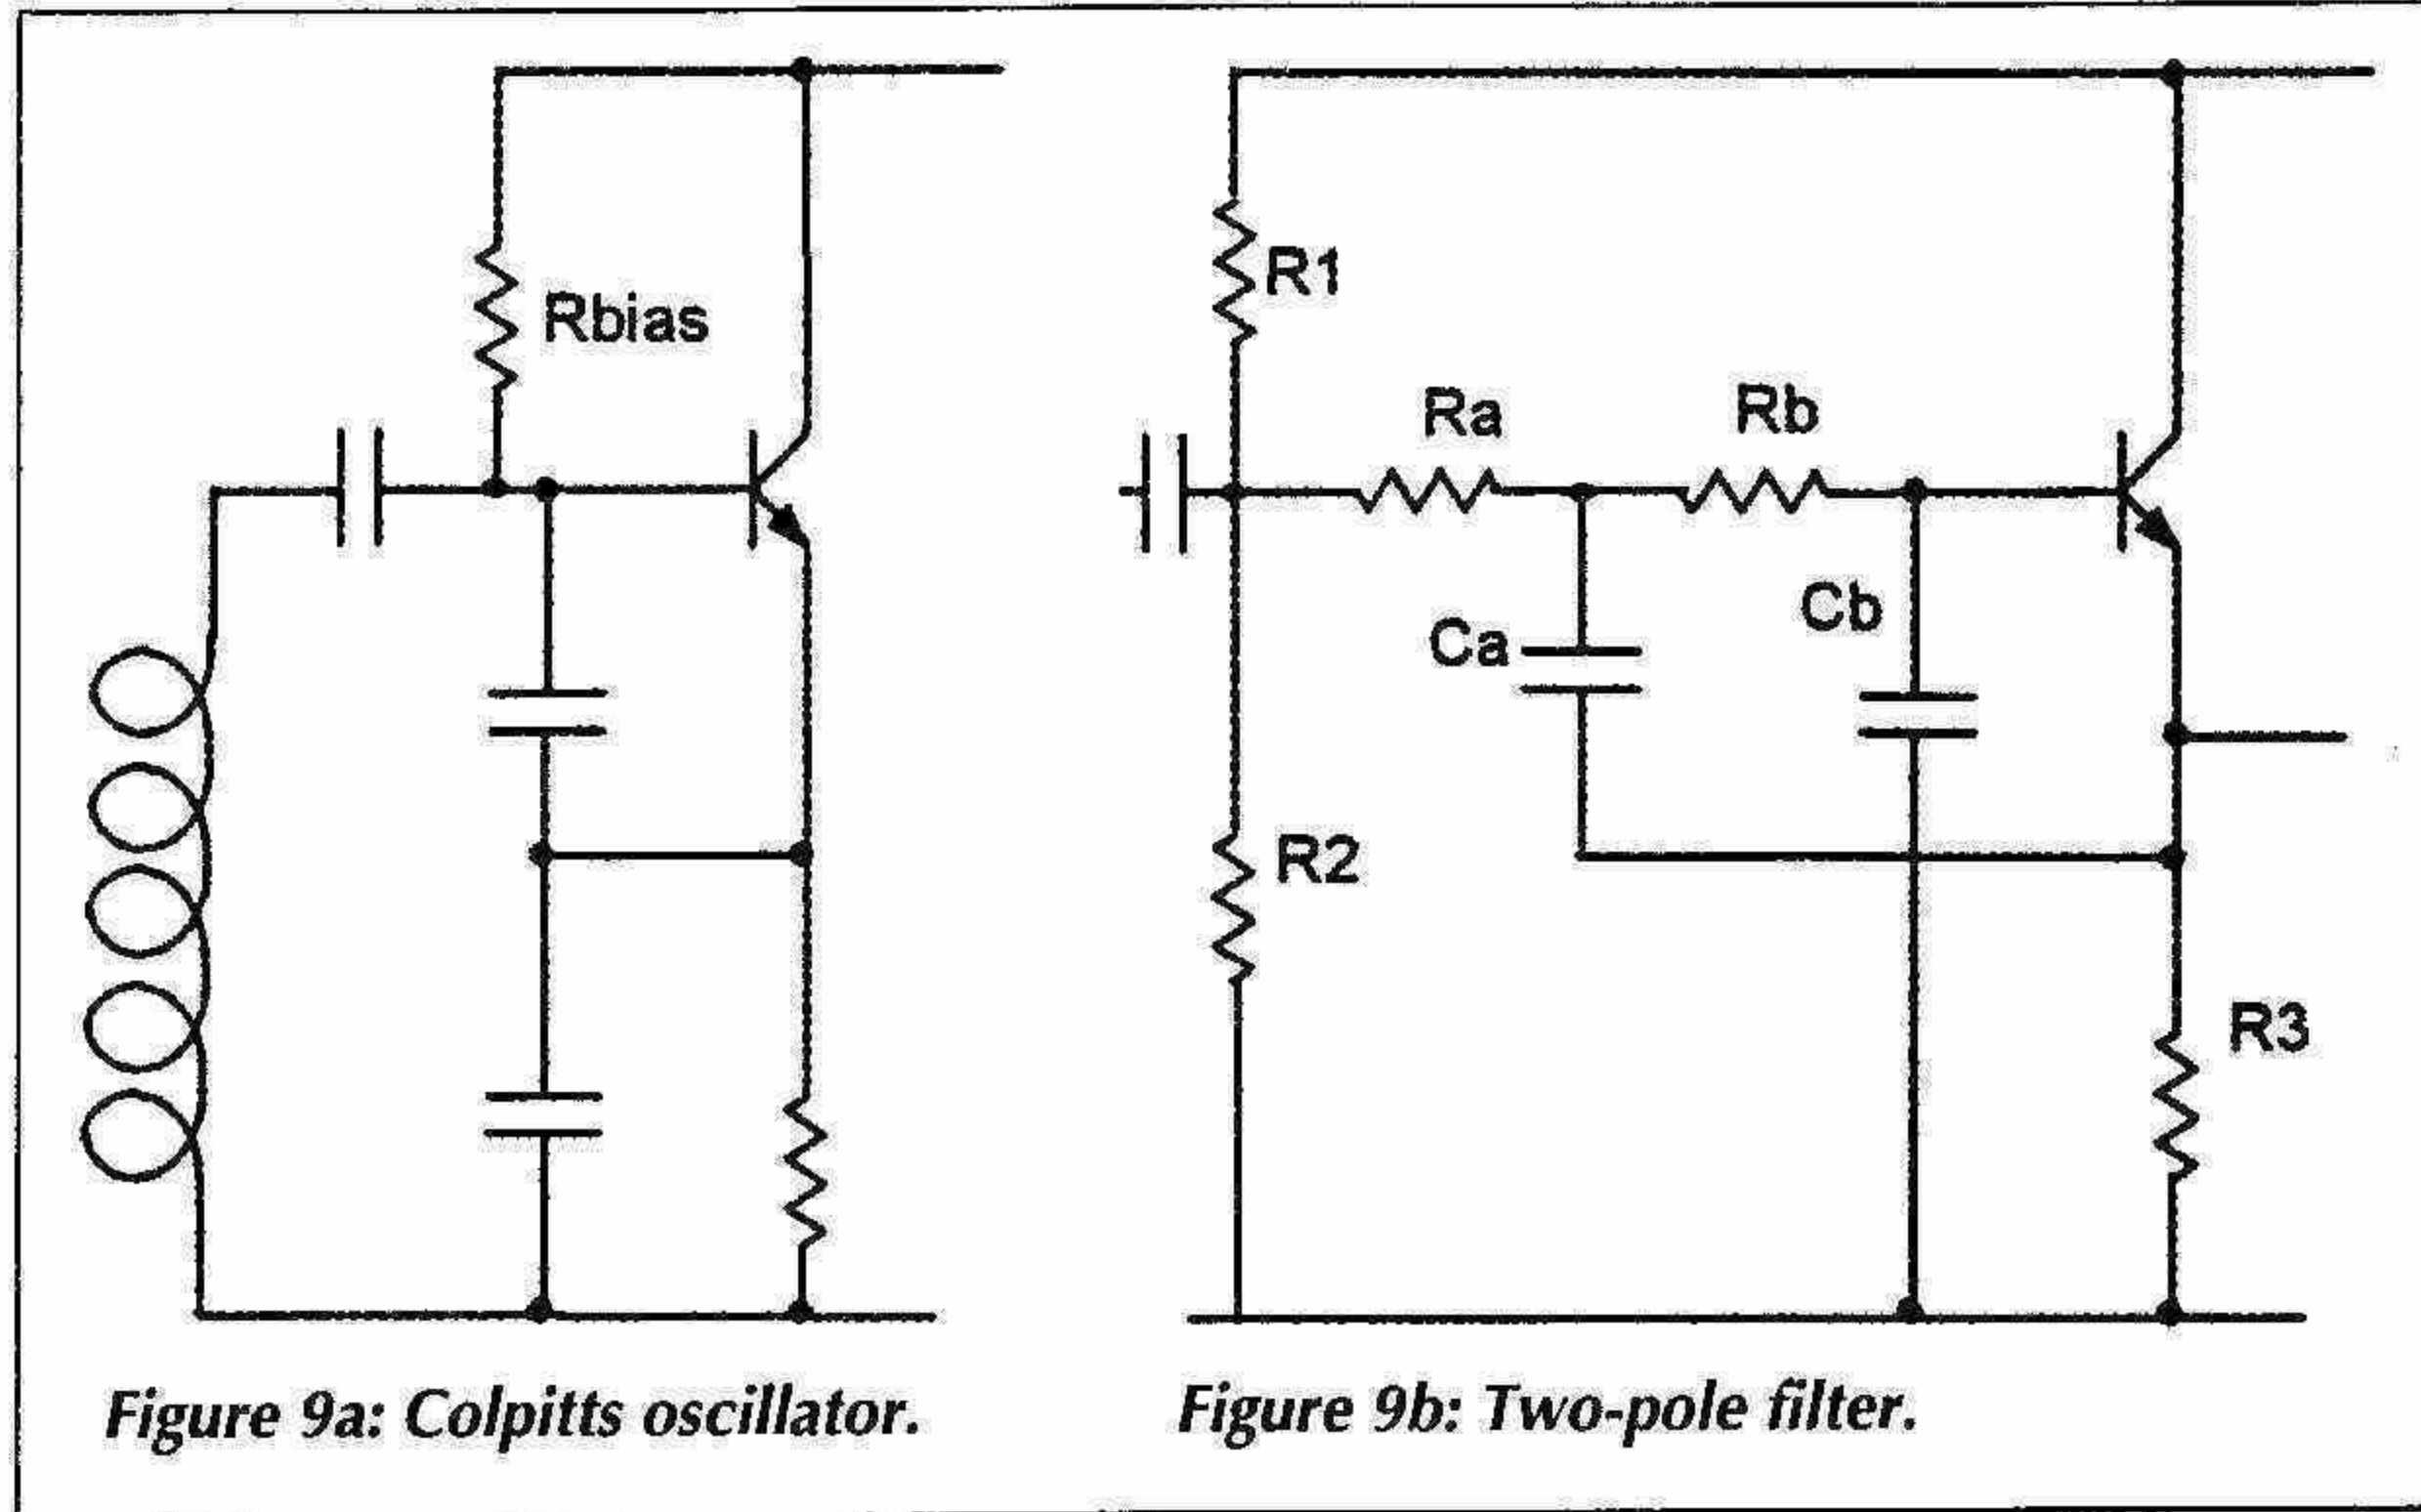 Rbias
Figure 9a: Colpitts oscillator.
R1
Ra
Rb
Ca
Cb
R2
R3
Figure 9b: Two-pole filter.